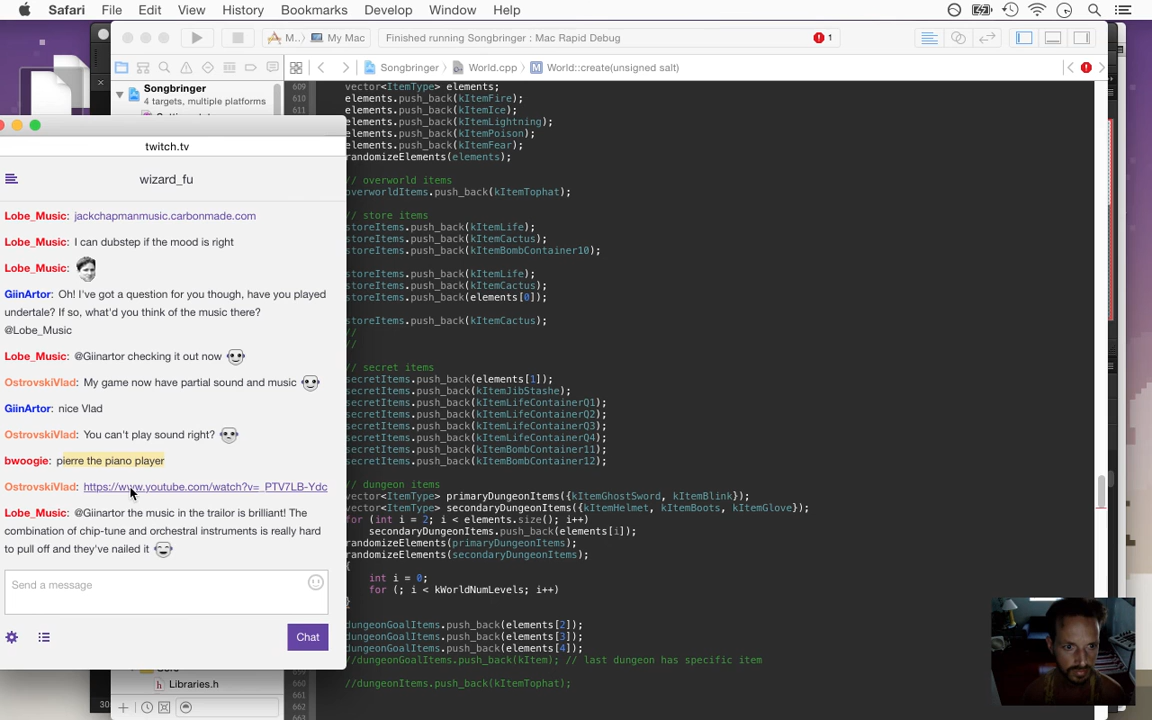 Safari File Edit View History Bookmarks Develop Window Help
M.. My Mac Finished running Songbringer : Mac Rapid Debug 1
Songbringer World.cpp M World::create(unsigned salt)
Songbringer
4 targets, multiple platforms
twitch.tv
wizard_fu
Lobe_Music: jackchapmanmusic.carbonmade.com
Lobe_Music: I can dubstep if the mood is right
Lobe_Music:
GiinArtor: Oh! I've got a question for you though, have you played
undertale? If so, what'd you think of the music there?
@Lobe_Music
Lobe_Music: @Giinartor checking it out now
OstrovskiVlad: My game now have partial sound and music
GiinArtor: nice Vlad
OstrovskiVlad: You can't play sound right?
bwoogie: pierre the piano player
OstrovskiVlad: https://www.youtube.com/watch?v=_PTV7LB-Ydc
Lobe_Music: @Giinartor the music in the trailor is brilliant! The
combination of chip-tune and orchestral instruments is really hard
to pull off and they've nailed it
Send a message
Chat
Libraries.h
30
609 vector<ItemType> elements;
610 elements.push_back(kItemFire);
611 elements.push_back(kItemIce);
elements.push_back(kItemLightning);
elements.push_back(kItemPoison);
elements.push_back(kItemFear);
randomizeElements(elements);
// overworld items
overworldItems.push_back(kItemTophat);
// store items
storeItems.push_back(kItemLife);
storeItems.push_back(kItemCactus);
storeItems.push_back(kItemBombContainer10);
storeItems.push_back(kItemLife);
storeItems.push_back(kItemCactus);
storeItems.push_back(elements[0]);
storeItems.push_back(kItemCactus);
//
//
// secret items
secretItems.push_back(elements[1]);
secretItems.push_back(kItemJibStashe);
secretItems.push_back(kItemLifeContainerQ1);
secretItems.push_back(kItemLifeContainerQ2);
secretItems.push_back(kItemLifeContainerQ3);
secretItems.push_back(kItemLifeContainerQ4);
secretItems.push_back(kItemBombContainer11);
secretItems.push_back(kItemBombContainer12);
// dungeon items
vector<ItemType> primaryDungeonItems({kItemGhostSword, kItemBlink});
vector<ItemType> secondaryDungeonItems({kItemHelmet, kItemBoots, kItemGlove});
for (int i = 2; i < elements.size(); i++)
secondaryDungeonItems.push_back(elements[i]);
randomizeElements(primaryDungeonItems);
randomizeElements(secondaryDungeonItems);
{
int i = 0;
for (; i < kWorldNumLevels; i++)
}
dungeonGoalItems.push_back(elements[2]);
dungeonGoalItems.push_back(elements[3]);
dungeonGoalItems.push_back(elements[4]);
//dungeonGoalItems.push_back(kItem); // last dungeon has specific item
660 //dungeonItems.push_back(kItemTophat);
661
662
663